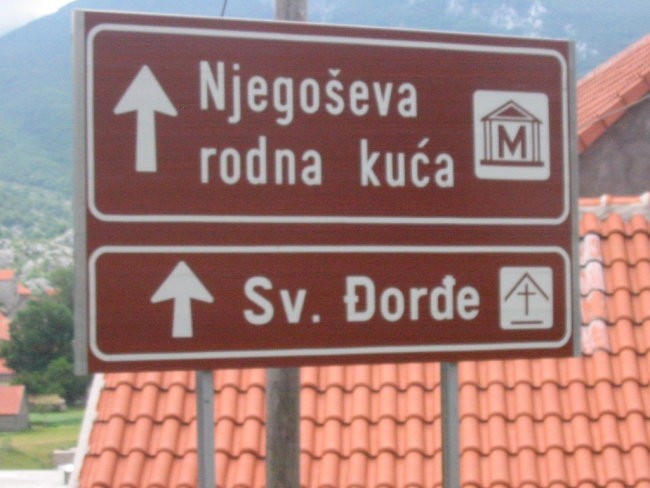 Njegoševa
rodna kuća
M
Sv. Đorđe